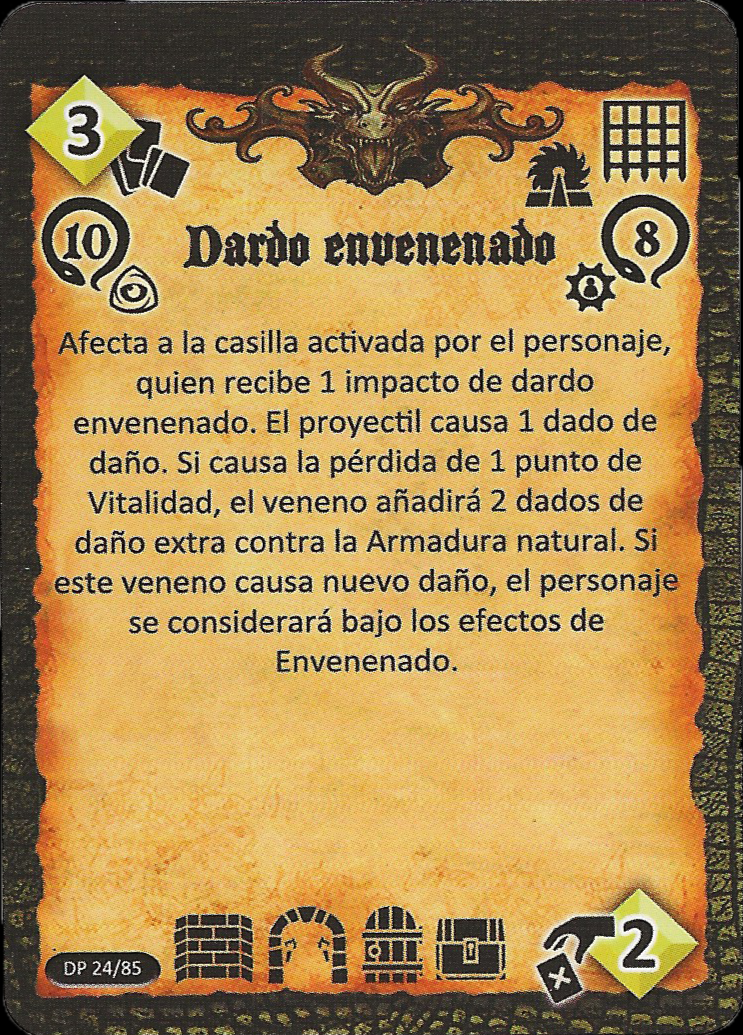 3
10
Dardo envenenado
8
Afecta a la casilla activada por el personaje,
quien recibe 1 impacto de dardo
envenenado. El proyectil causa 1 dado de
daño. Si causa la pérdida de 1 punto de
Vitalidad, el veneno añadirá 2 dados de
daño extra contra la Armadura natural. Si
este veneno causa nuevo daño, el personaje
se considerará bajo los efectos de
Envenenado.
DP 24/85
2